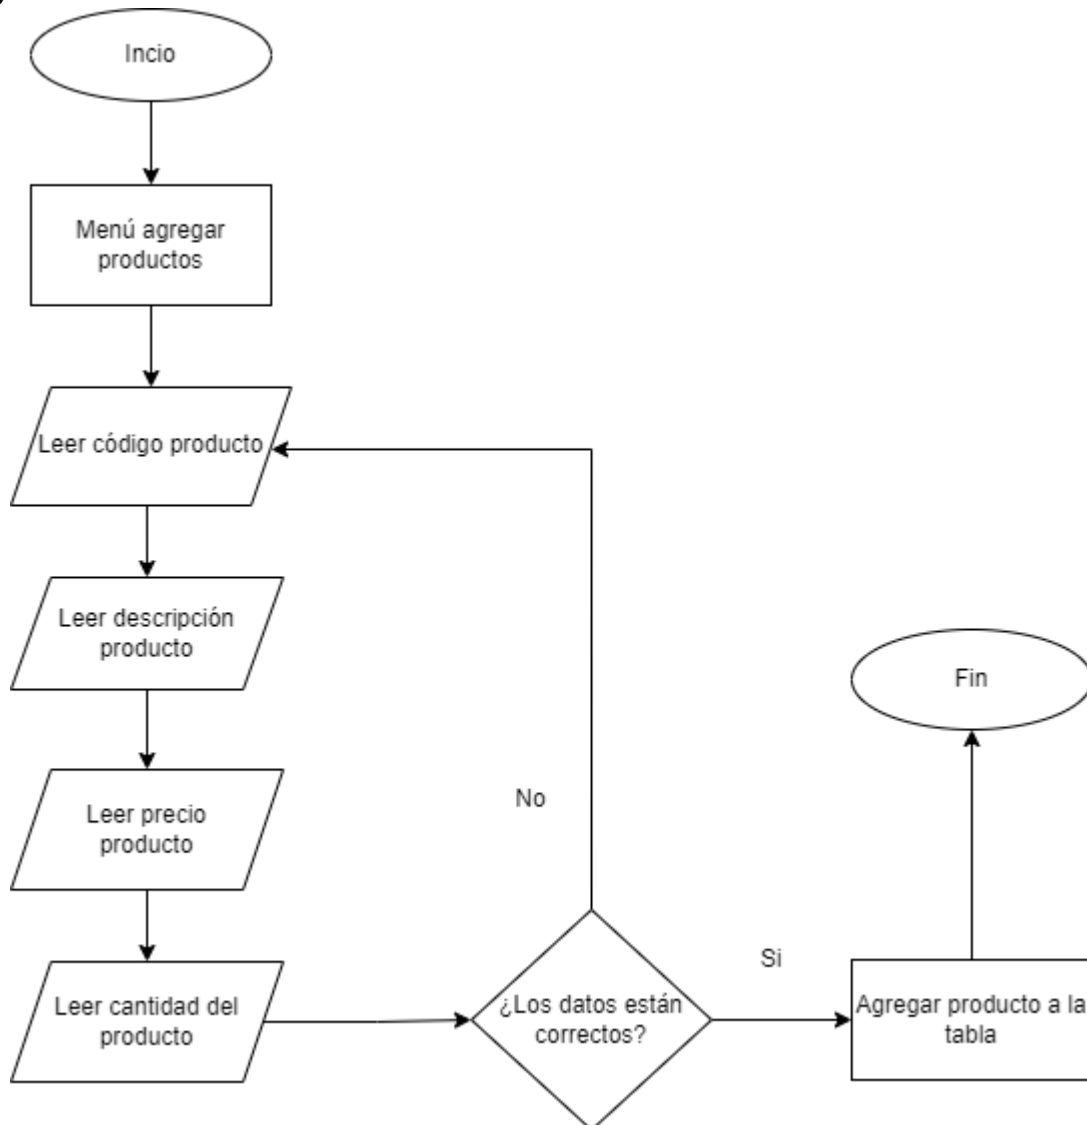 Incio
Menú agregar
productos
Leer código producto
Leer descripción
producto
Leer precio
producto
Leer cantidad del
producto
¿Los datos están
correctos?
No
Si
Agregar producto a la
tabla
Fin